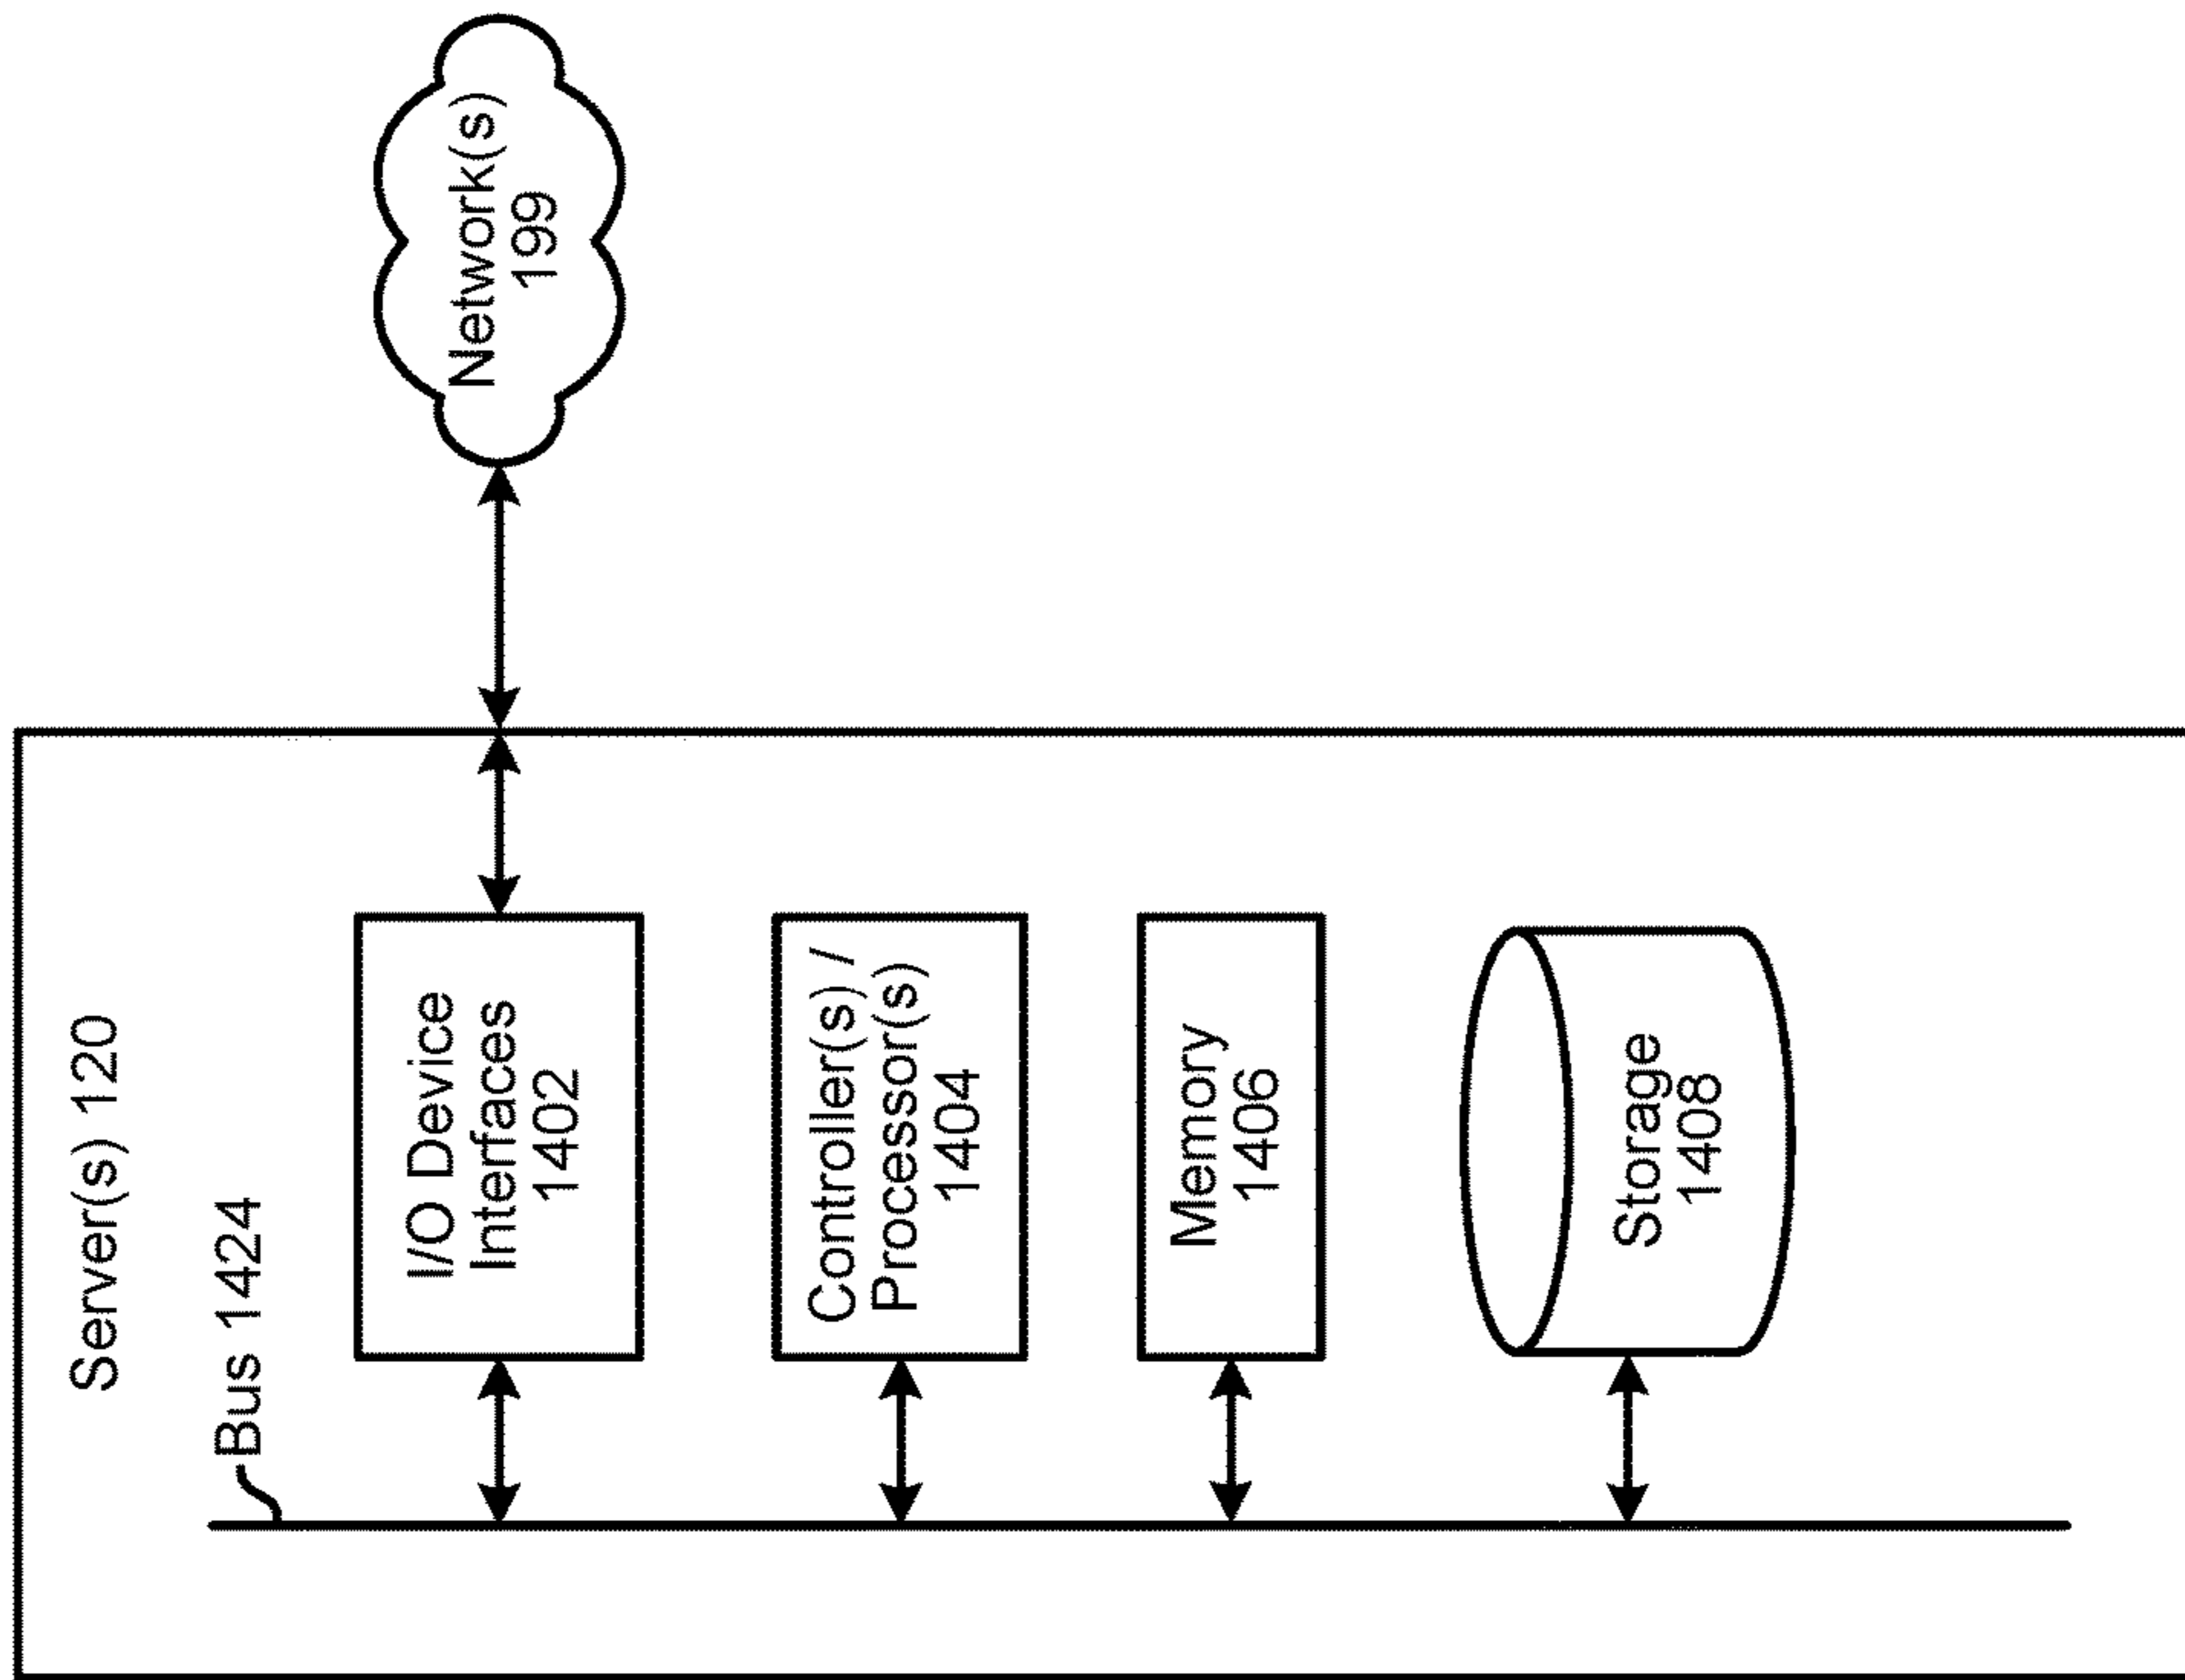 Server(s) 120
Bus 1424
I/O Device
Interfaces
1402
Controller(s) /
Processor(s)
1404
Memory
1406
Storage
1408
Network(s)
199